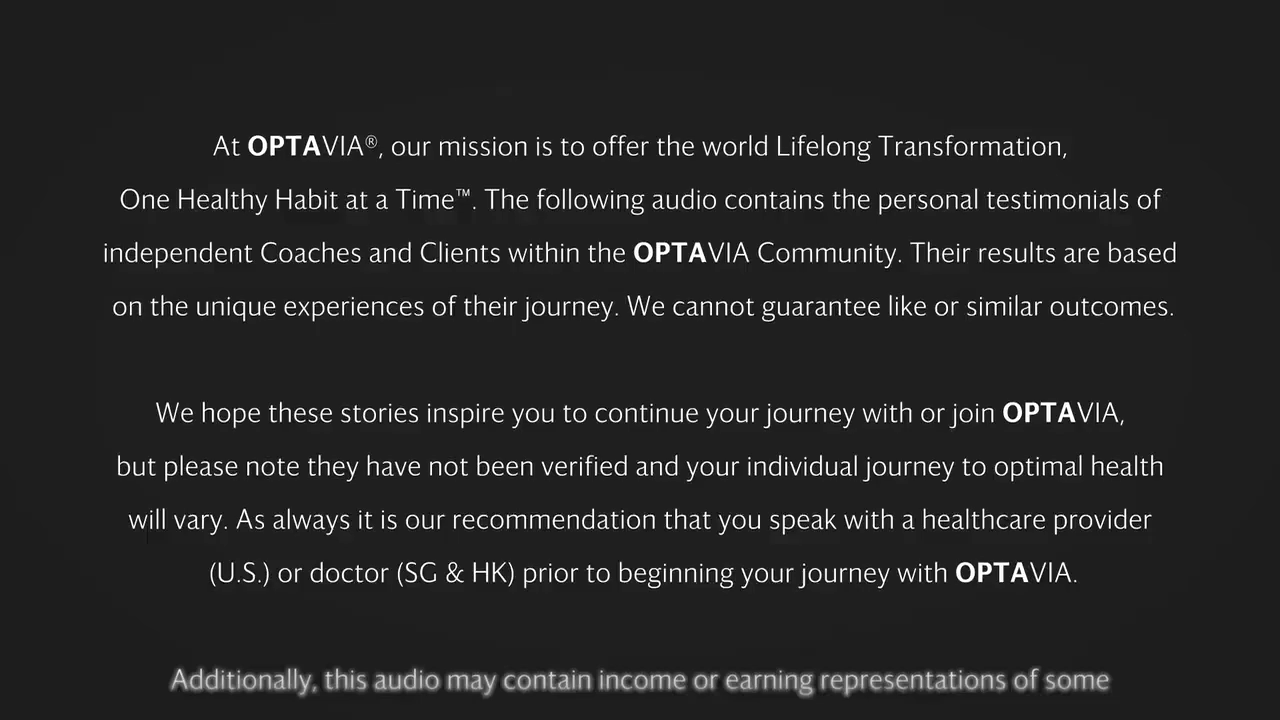 At OPTAVIA®, our mission is to offer the world Lifelong Transformation,
One Healthy Habit at a Time™. The following audio contains the personal testimonials of
independent Coaches and Clients within the OPTAVIA Community. Their results are based
on the unique experiences of their journey. We cannot guarantee like or similar outcomes.
We hope these stories inspire you to continue your journey with or join OPTAVIA,
but please note they have not been verified and your individual journey to optimal health
will vary. As always it is our recommendation that you speak with a healthcare provider
(U.S.) or doctor (SG & HK) prior to beginning your journey with OPTAVIA.
Additionally, this audio may contain income or earning representations of some